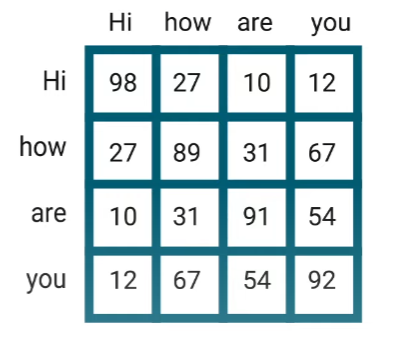 Hi how are you
Hi 98 27 10 12
how 27 89 31 67
are 10 31 91 54
you 12 67 54 92